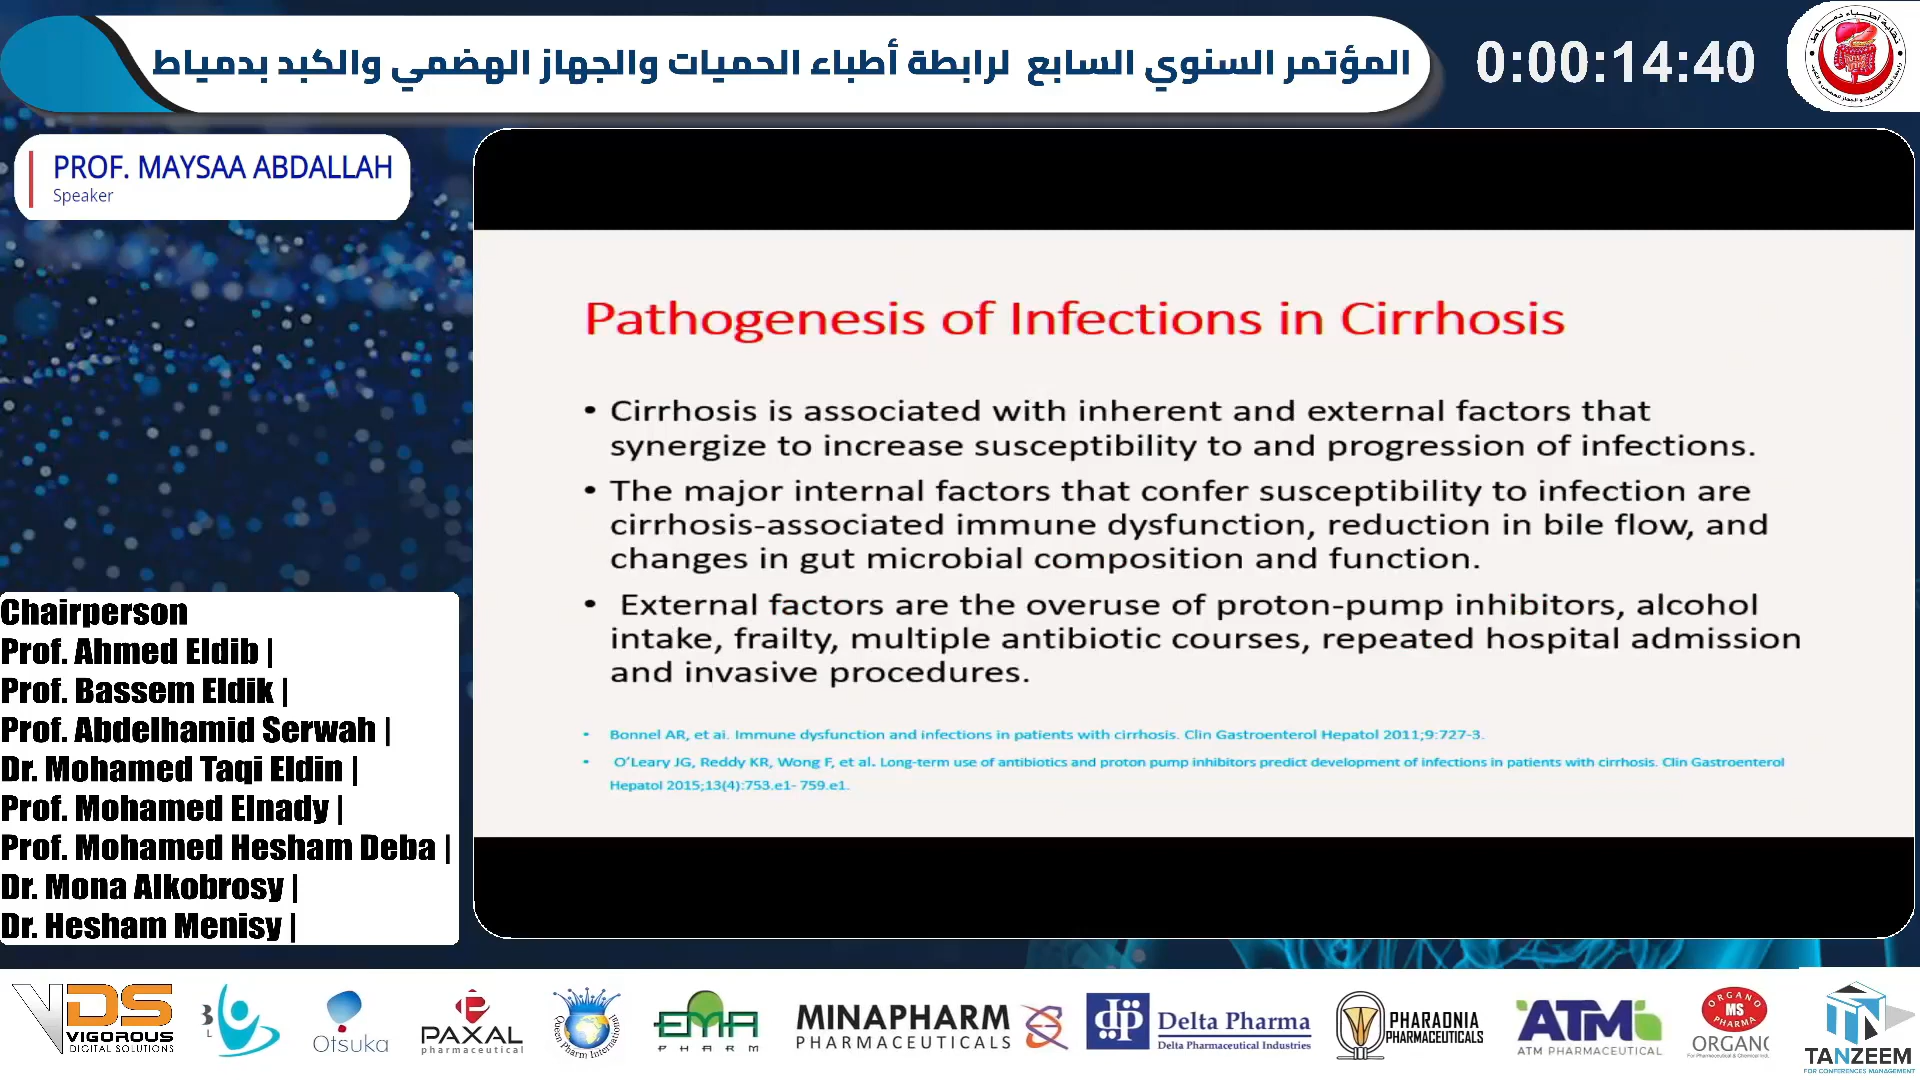 المؤتمر السنوي السابع لرابطة أطباء الحميات والجهاز الهضمي والكبد بدمياط
0:00:14:40
PROF. MAYSAA ABDALLAH
Speaker
Pathogenesis of Infections in Cirrhosis
• Cirrhosis is associated with inherent and external factors that
synergize to increase susceptibility to and progression of infections.
• The major internal factors that confer susceptibility to infection are
cirrhosis-associated immune dysfunction, reduction in bile flow, and
changes in gut microbial composition and function.
• External factors are the overuse of proton-pump inhibitors, alcohol
intake, frailty, multiple antibiotic courses, repeated hospital admission
and invasive procedures.
• Bonnel AR, et ai. Immune dysfunction and infections in patients with cirrhosis. Clin Gastroenterol Hepatol 2011;9:727-3.
• O’Leary JG, Reddy KR, Wong F, et al. Long-term use of antibiotics and proton pump inhibitors predict development of infections in patients with cirrhosis. Clin Gastroenterol
Hepatol 2015;13(4):753.e1- 759.e1.
Chairperson
Prof. Ahmed Eldib |
Prof. Bassem Eldik |
Prof. Abdelhamid Serwah |
Dr. Mohamed Taqi Eldin |
Prof. Mohamed Elnady |
Prof. Mohamed Hesham Deba |
Dr. Mona Alkobrosy |
Dr. Hesham Menisy |
VDS
VIGOROUS
DIGITAL SOLUTIONS
Otsuka
PAXAL
pharmaceutical
Queen Pharm International
EMA
PHARM
MINAPHARM
PHARMACEUTICALS
Delta Pharma
Delta Pharmaceutical Industries
PHARAONIA
PHARMACEUTICALS
ATM
ATM PHARMACEUTICAL
ORGANO
MS
PHARMA
ORGANO
TANZEEM
FOR CONFERENCES MANAGEMENT